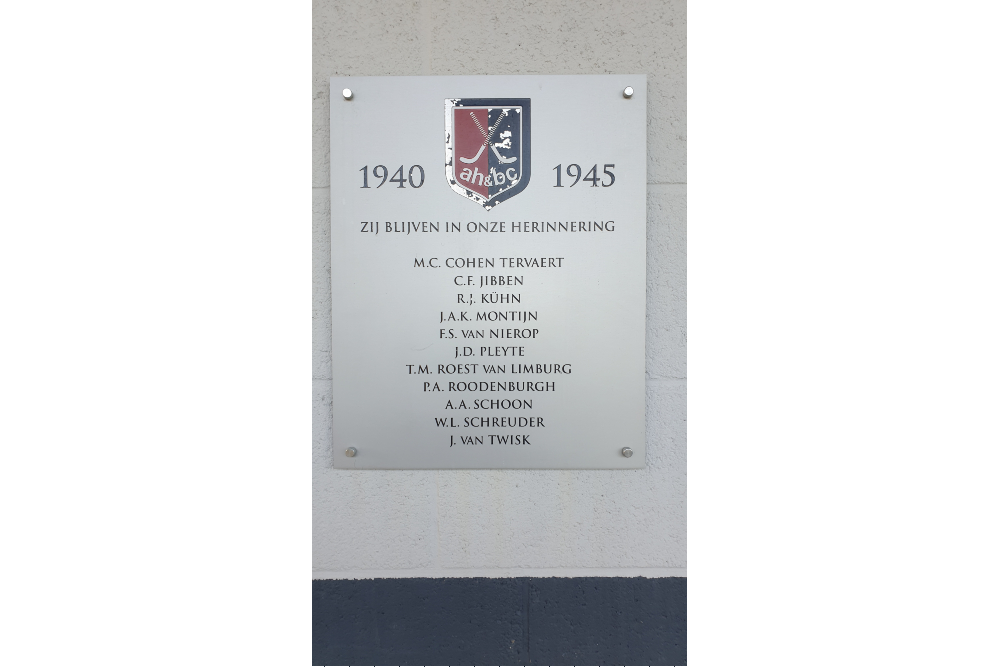 ah&bc
1940 1945
ZIJ BLIJVEN IN ONZE HERINNERING
M.C. COHEN TERVAERT
C.F. JIBBEN
R.J. KÜHN
J.A.K. MONTIJN
F.S. VAN NIEROP
J.D. PLEYTE
T.M. ROEST VAN LIMBURG
P.A. ROODENBURGH
A.A. SCHOON
W.L. SCHREUDER
J. VAN TWISK